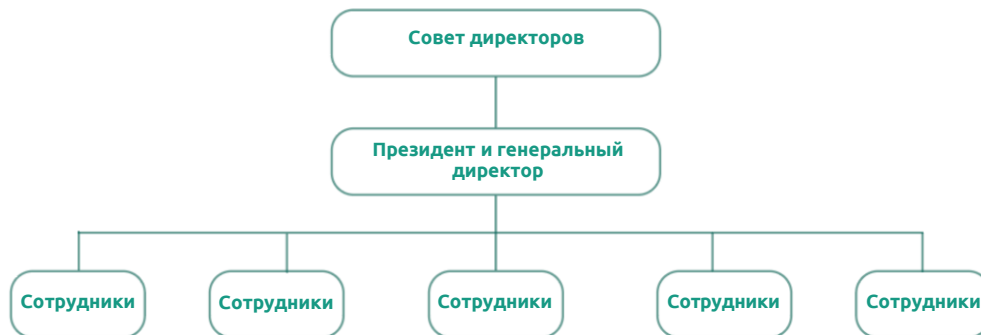 Совет директоров
Президент и генеральный
директор
Сотрудники
Сотрудники
Сотрудники
Сотрудники
Сотрудники